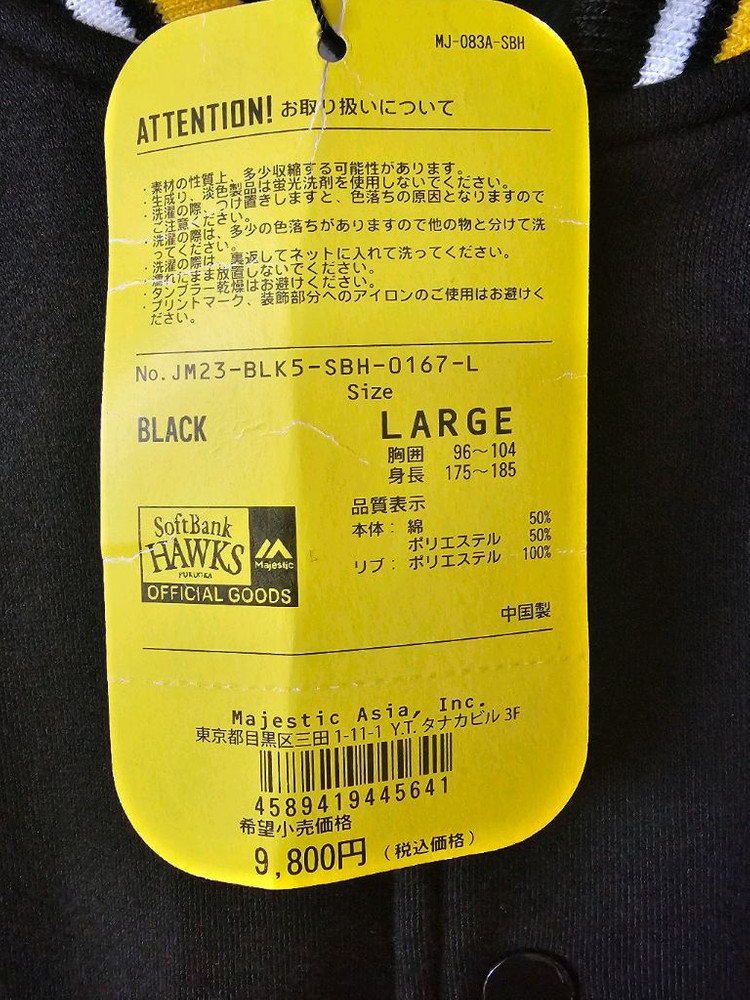 MJ-083A-SBH
ATTENTION! お取り扱いについて
・素材の性質上、多少収縮する可能性があります。
・生成り、淡色製品は蛍光洗剤を使用しないでください。
・洗濯の際、つけ置きしますと、色落ちの原因となりますので
ご注意ください。
・洗濯の際は、多少の色落ちがありますので他の物と分けて洗
ってください。
・洗濯の際は、裏返してネットに入れて洗ってください。
・濡れたまま放置しないでください。
・タンブラー乾燥はお避けください。
・プリントマーク、装飾部分へのアイロンのご使用はお避けく
ださい。
No.JM23-BLK5-SBH-0167-L
Size
BLACK LARGE
胸囲 96〜104
身長 175〜185
品質表示
本体： 綿 50%
ポリエステル 50%
リブ： ポリエステル 100%
SoftBank
HAWKS
FUKUOKA
Majestic
OFFICIAL GOODS
中国製
Majestic Asia, Inc.
東京都目黒区三田 1-11-1 Y.T. タナカビル 3F
4589419445641
希望小売価格
9,800円（税込価格）